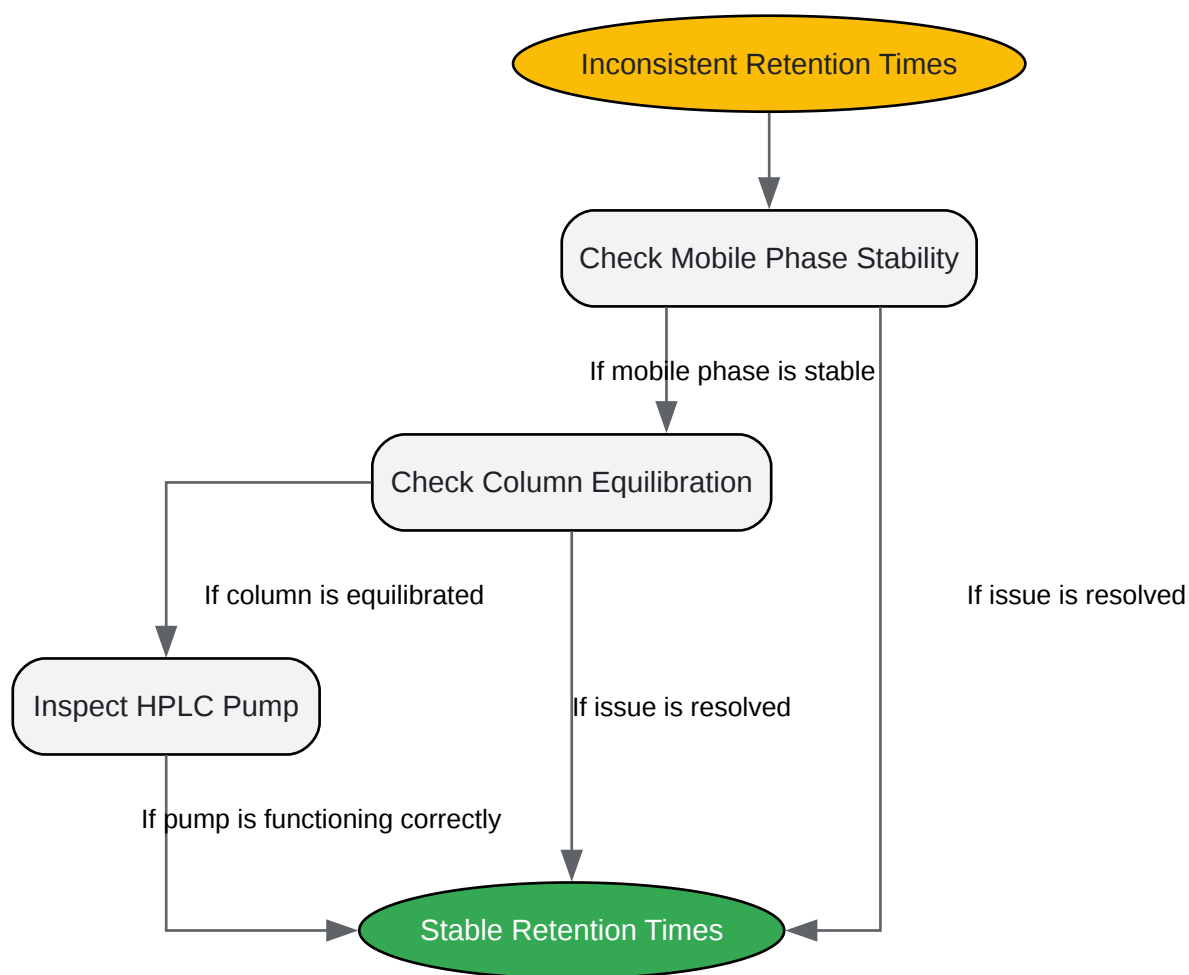 Inconsistent Retention Times
Check Mobile Phase Stability
If mobile phase is stable
Check Column Equilibration
If column is equilibrated
If issue is resolved
Inspect HPLC Pump
If issue is resolved
If pump is functioning correctly
Stable Retention Times